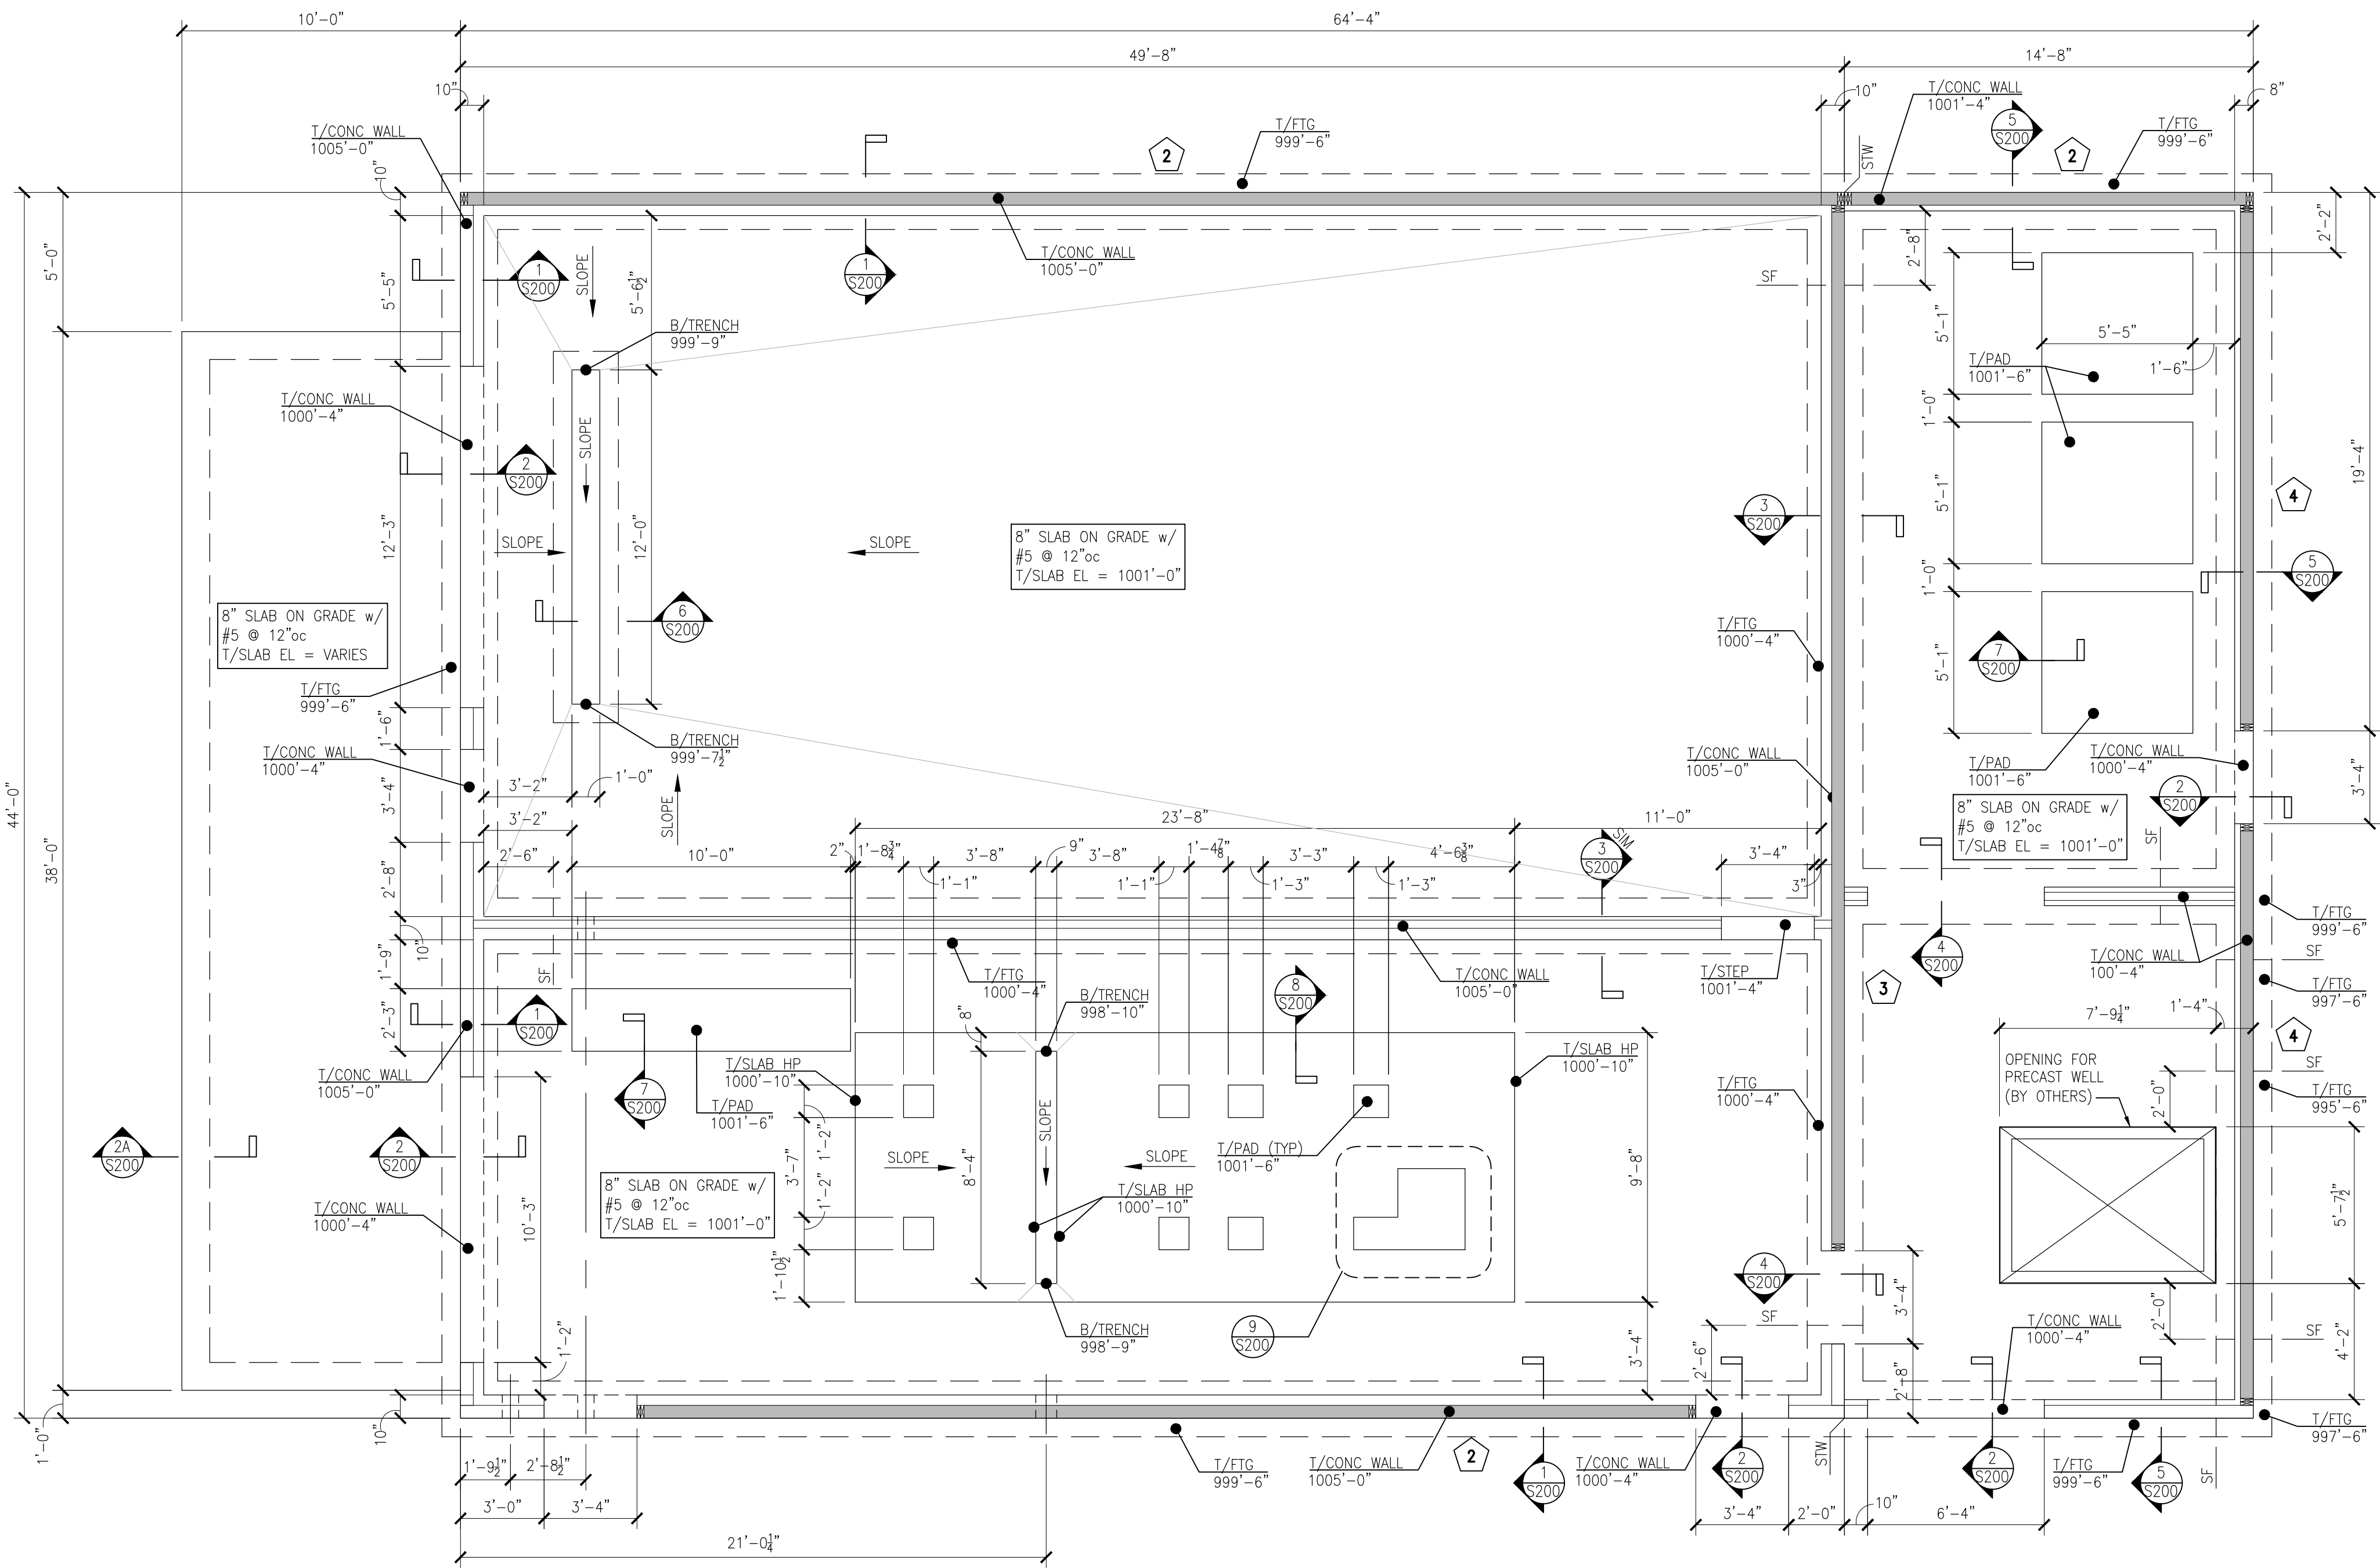 10'-0"
64'-4"
49'-8"
14'-8"
10"
10"
8"
T/CONC WALL
1001'-4"
5
S200
T/FTG
999'-6"
T/FTG
999'-6"
T/CONC WALL
1005'-0"
2
2
STW
10"
5'-0"
5'-5"
1
S200
SLOPE
5'-6½"
1
S200
T/CONC WALL
1005'-0"
2'-8"
SF
2'-2"
B/TRENCH
999'-9"
5'-1"
5'-5"
T/PAD
1001'-6"
1'-6"
T/CONC WALL
1000'-4"
1'-0"
SLOPE
2
S200
19'-4"
12'-3"
SLOPE
12'-0"
SLOPE
8" SLAB ON GRADE w/
#5 @ 12"oc
T/SLAB EL = 1001'-0"
3
S200
5'-1"
4
5
S200
1'-0"
8" SLAB ON GRADE w/
#5 @ 12"oc
T/SLAB EL = VARIES
6
S200
T/FTG
1000'-4"
7
S200
5'-1"
T/FTG
999'-6"
1'-6"
T/CONC WALL
1000'-4"
B/TRENCH
999'-7½"
T/CONC WALL
1005'-0"
T/PAD
1001'-6"
T/CONC WALL
1000'-4"
2
S200
3'-4"
44'-0"
38'-0"
3'-4"
3'-2"
1'-0"
SLOPE
3'-2"
23'-8"
11'-0"
8" SLAB ON GRADE w/
#5 @ 12"oc
T/SLAB EL = 1001'-0"
SF
2'-8"
2'-6"
10'-0"
2"
1'-8¾"
3'-8"
9"
3'-8"
1'-4⅞"
3'-3"
4'-6⅜"
3
S200
SIM
3'-4"
3"
1'-1"
1'-1"
1'-3"
1'-3"
10"
1'-9"
SF
T/FTG
1000'-4"
T/CONC WALL
1005'-0"
T/STEP
1001'-4"
4
S200
T/CONC WALL
100'-4"
T/FTG
999'-6"
SF
T/FTG
997'-6"
2'-3"
1
S200
8"
B/TRENCH
998'-10"
8
S200
3
7'-9¼"
1'-4"
4
T/CONC WALL
1005'-0"
7
S200
T/PAD
1001'-6"
T/SLAB HP
1000'-10"
T/SLAB HP
1000'-10"
T/FTG
1000'-4"
OPENING FOR
PRECAST WELL
(BY OTHERS)
2'-0"
SF
T/FTG
995'-6"
2A
S200
2
S200
1'-2"
3'-7"
1'-2"
1'-10½"
SLOPE
8'-4"
SLOPE
SLOPE
T/PAD (TYP)
1001'-6"
9'-8"
T/CONC WALL
1000'-4"
10'-3"
8" SLAB ON GRADE w/
#5 @ 12"oc
T/SLAB EL = 1001'-0"
T/SLAB HP
1000'-10"
5'-7½"
4
S200
3'-4"
1'-2"
B/TRENCH
998'-9"
9
S200
3'-4"
2'-6"
SF
2'-8"
T/CONC WALL
1000'-4"
2'-0"
SF
4'-2"
1'-0"
10"
1'-9½"
2'-8½"
3'-0"
3'-4"
21'-0¼"
T/FTG
999'-6"
T/CONC WALL
1005'-0"
2
1
S200
T/CONC WALL
1000'-4"
2
S200
STW
2
S200
T/FTG
999'-6"
5
S200
SF
T/FTG
997'-6"
3'-4"
2'-0"
10"
6'-4"